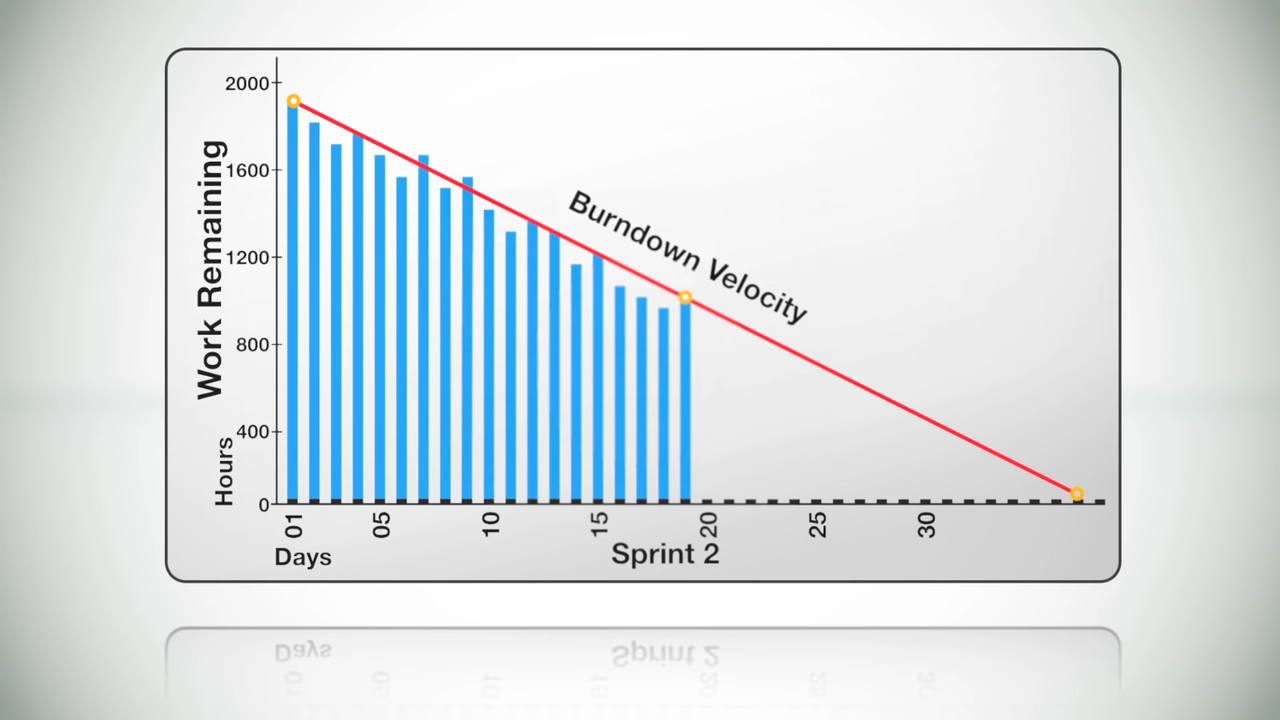 2000
1600
1200
800
400
0
Work Remaining
Hours
Burndown Velocity
01
05
10
15
20
25
30
Days
Sprint 2